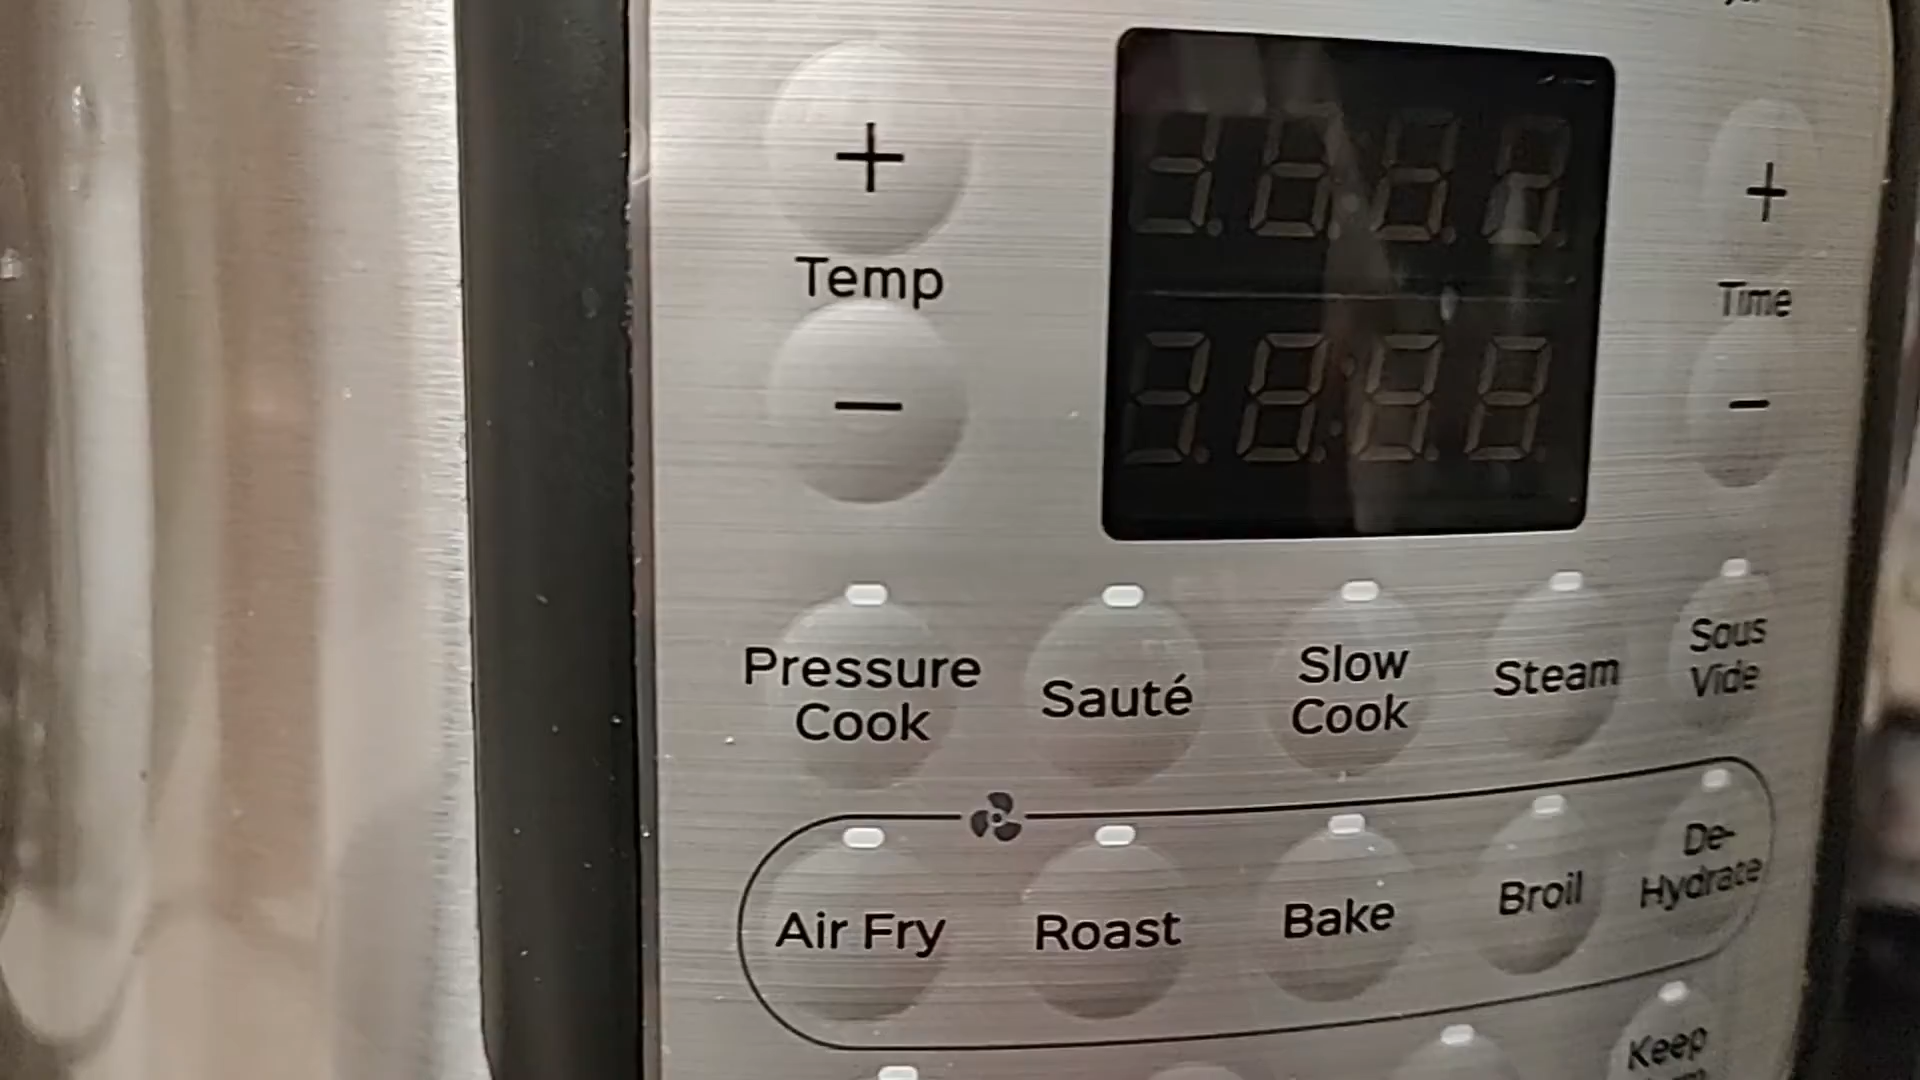 +
+
Temp
Time
−
−
Pressure
Cook
Sauté
Slow
Cook
Steam
Sous
Vide
Air Fry
Roast
Bake
Broil
De-
Hydrate
Keep